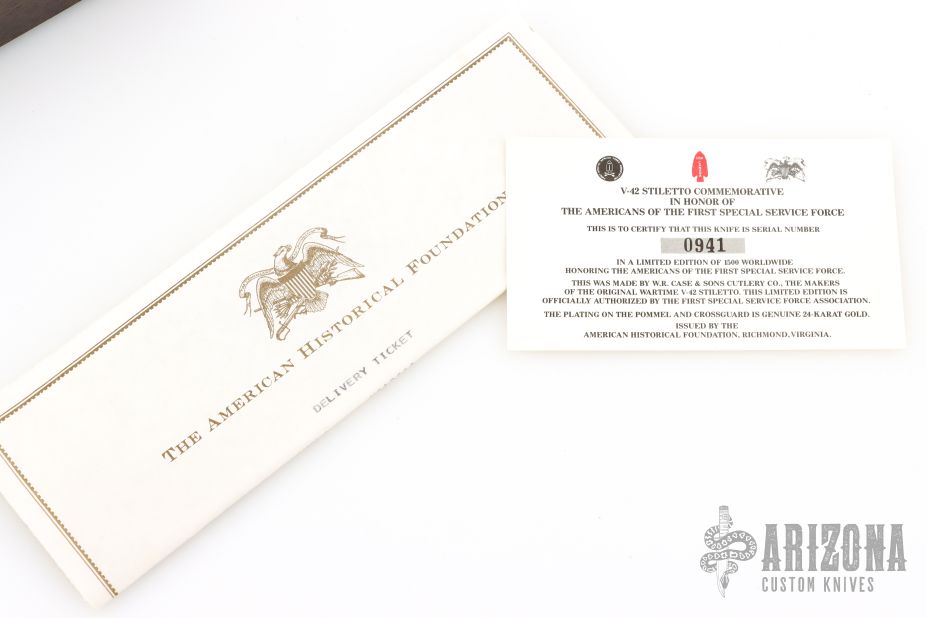 THE AMERICAN HISTORICAL FOUNDATION
DELIVERY TICKET
V-42 STILETTO COMMEMORATIVE
IN HONOR OF
THE AMERICANS OF THE FIRST SPECIAL SERVICE FORCE
THIS IS TO CERTIFY THAT THIS KNIFE IS SERIAL NUMBER
0941
IN A LIMITED EDITION OF 1500 WORLDWIDE
HONORING THE AMERICANS OF THE FIRST SPECIAL SERVICE FORCE.
THIS WAS MADE BY W.R. CASE & SONS CUTLERY CO., THE MAKERS
OF THE ORIGINAL WARTIME V-42 STILETTO. THIS LIMITED EDITION IS
OFFICIALLY AUTHORIZED BY THE FIRST SPECIAL SERVICE FORCE ASSOCIATION.
THE PLATING ON THE POMMEL AND CROSSGUARD IS GENUINE 24-KARAT GOLD.
ISSUED BY THE
AMERICAN HISTORICAL FOUNDATION, RICHMOND, VIRGINIA.
ARIZONA
CUSTOM KNIVES